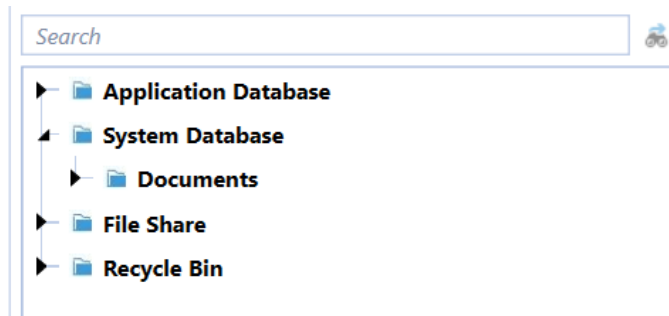 Search
Application Database
System Database
Documents
File Share
Recycle Bin